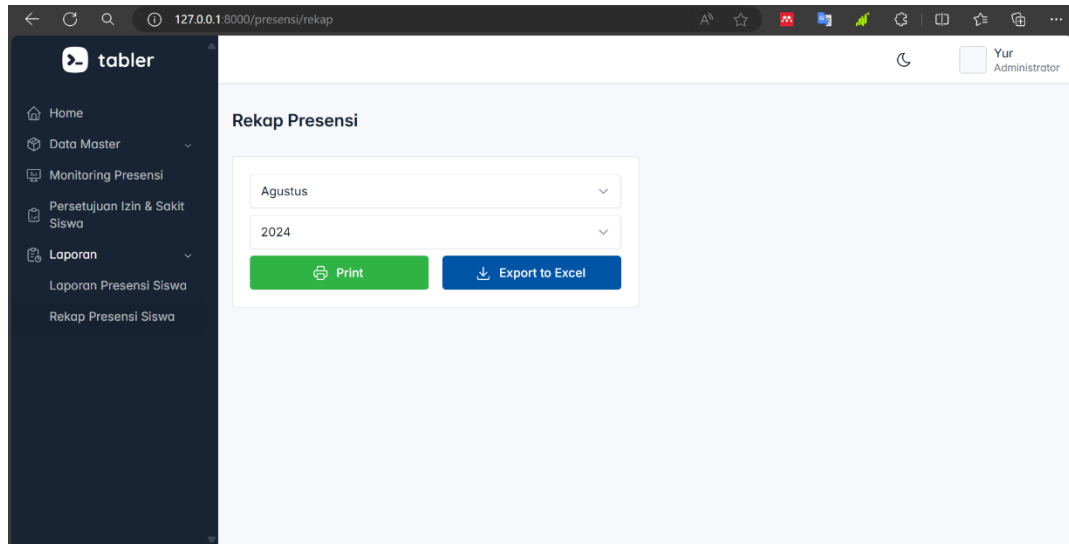 127.0.0.1:8000/presensi/rekap
tabler
Yur
Administrator
Home
Data Master
Monitoring Presensi
Persetujuan Izin & Sakit
Siswa
Laporan
Laporan Presensi Siswa
Rekap Presensi Siswa
Rekap Presensi
Agustus
2024
Print
Export to Excel